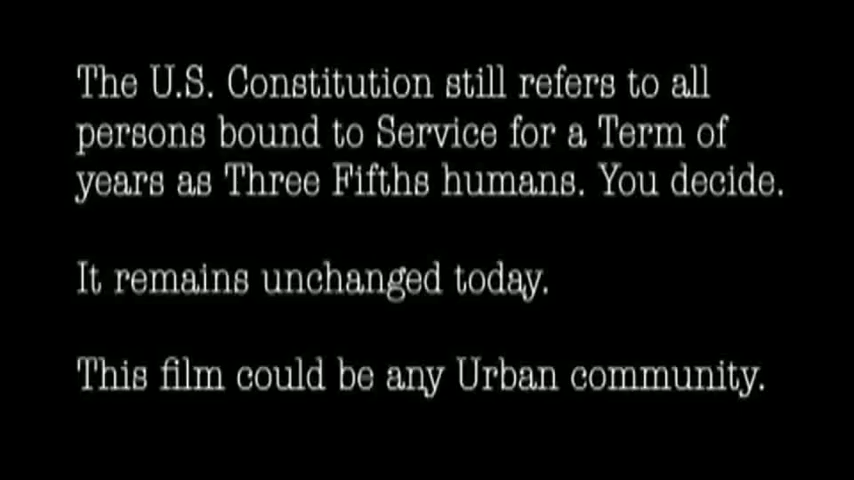 The U.S. Constitution still refers to all
persons bound to Service for a Term of
years as Three Fifths humans. You decide.
It remains unchanged today.
This film could be any Urban community.